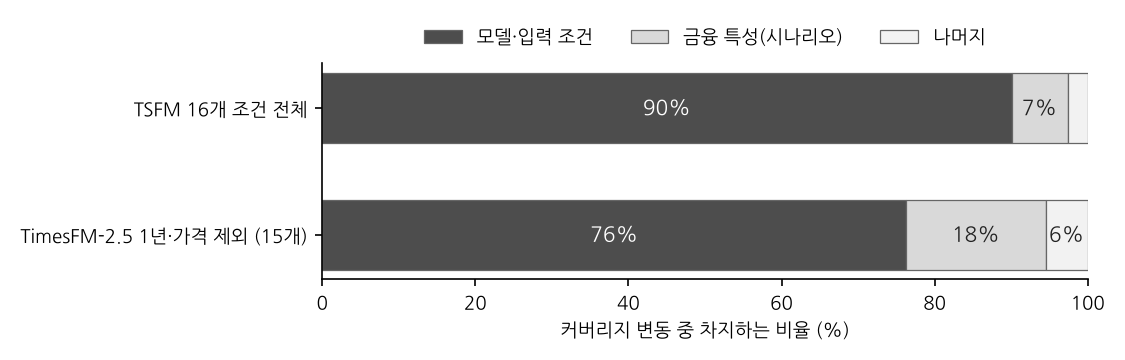 모델·입력 조건 금융 특성(시나리오) 나머지
TSFM 16개 조건 전체 90% 7%
TimesFM-2.5 1년·가격 제외 (15개) 76% 18% 6%
0 20 40 60 80 100
커버리지 변동 중 차지하는 비율 (%)